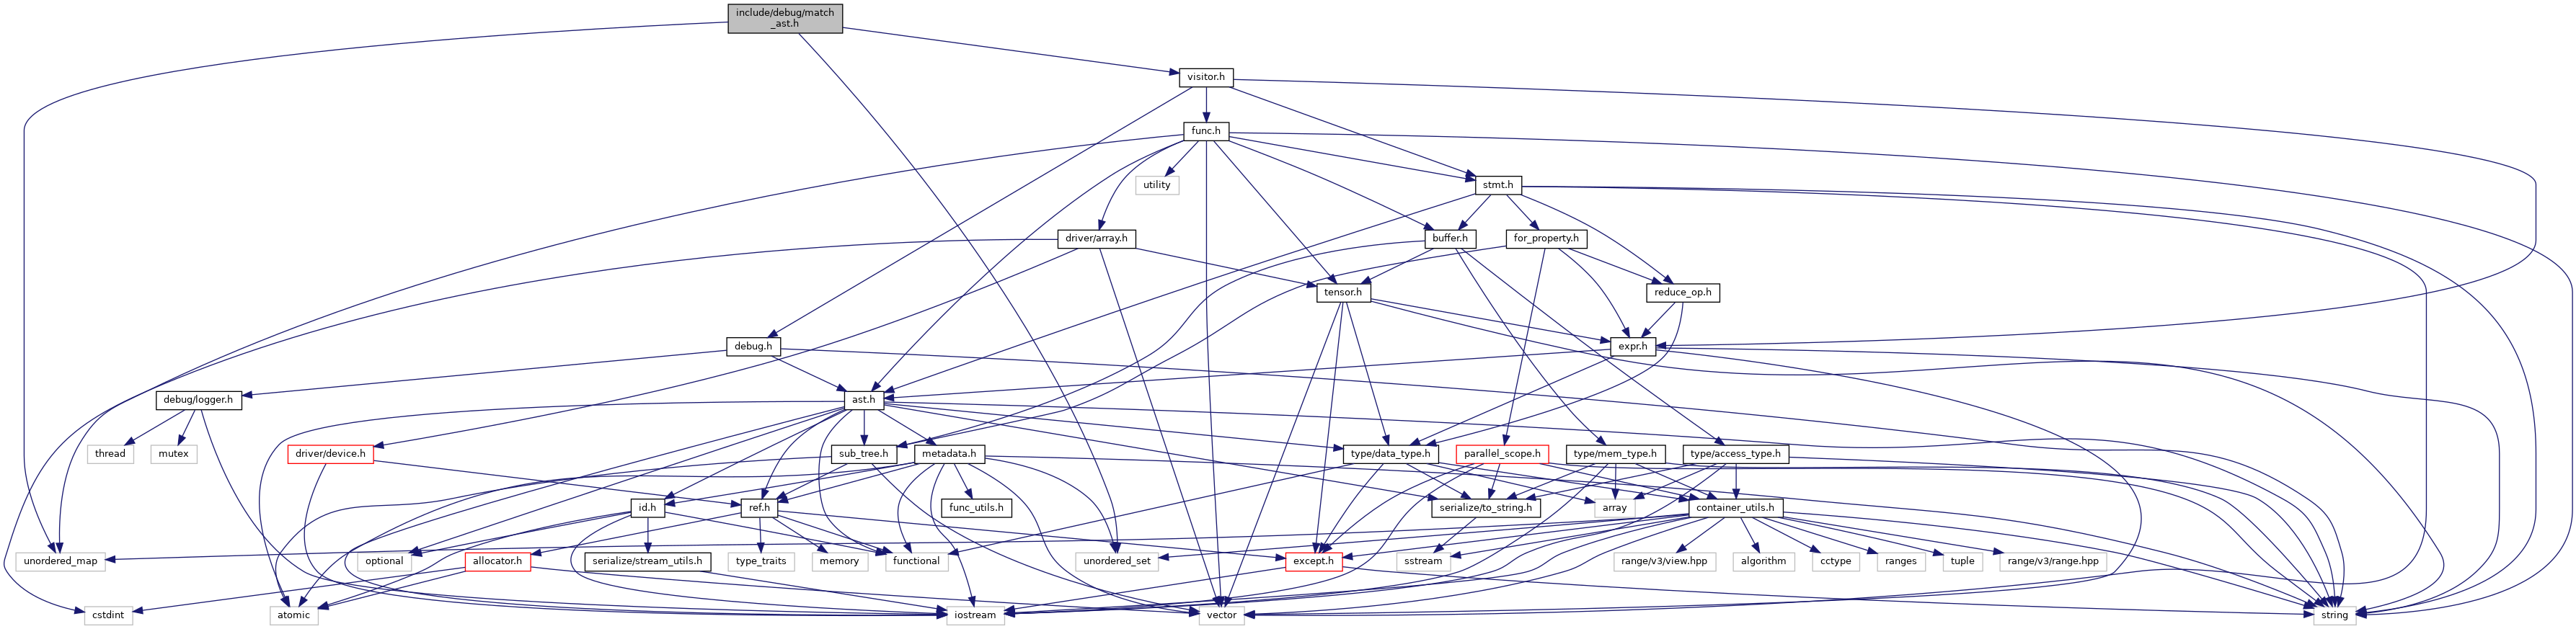 include/debug/match
_ast.h
visitor.h
func.h
utility
stmt.h
driver/array.h
buffer.h
for_property.h
tensor.h
reduce_op.h
debug.h
expr.h
debug/logger.h
ast.h
thread
mutex
driver/device.h
sub_tree.h
metadata.h
type/data_type.h
parallel_scope.h
type/mem_type.h
type/access_type.h
id.h
ref.h
func_utils.h
serialize/to_string.h
array
container_utils.h
unordered_map
optional
allocator.h
serialize/stream_utils.h
type_traits
memory
functional
unordered_set
except.h
sstream
range/v3/view.hpp
algorithm
cctype
ranges
tuple
range/v3/range.hpp
cstdint
atomic
iostream
vector
string